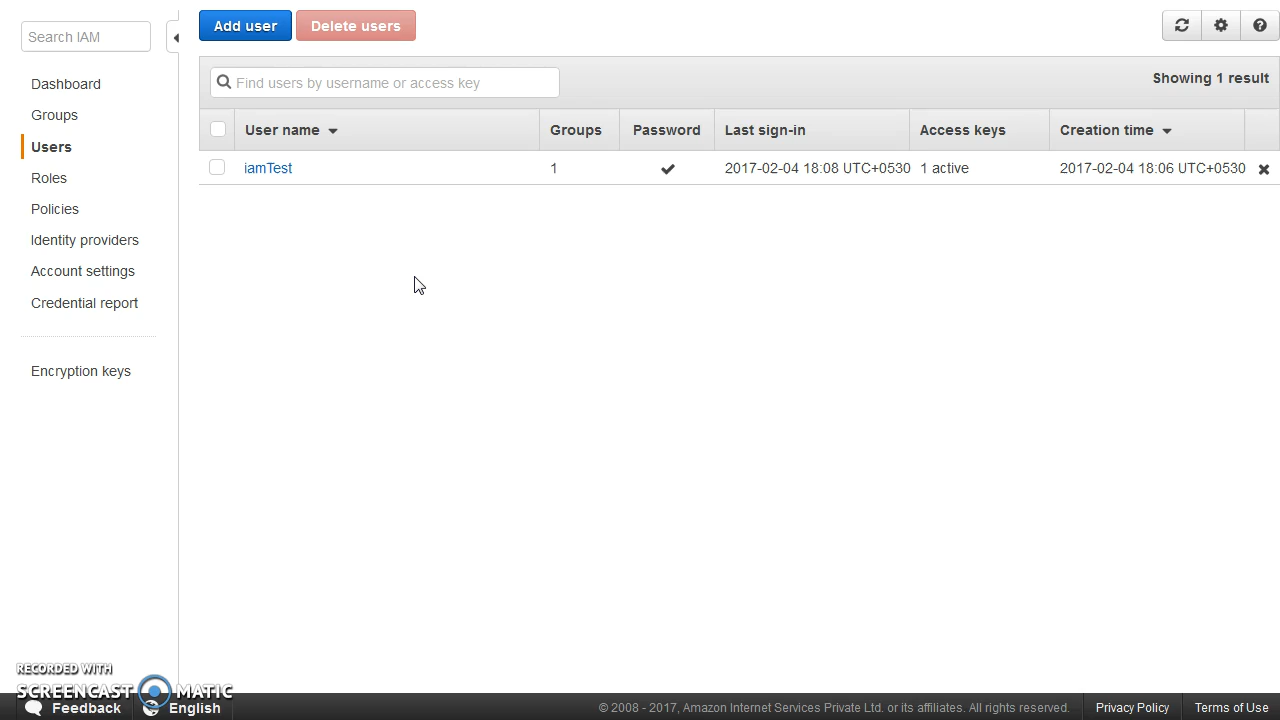 Search IAM
Dashboard
Groups
Users
Roles
Policies
Identity providers
Account settings
Credential report
Encryption keys
Add user
Delete users
Find users by username or access key
Showing 1 result
User name Groups Password Last sign-in Access keys Creation time
iamTest 1 2017-02-04 18:08 UTC+0530 1 active 2017-02-04 18:06 UTC+0530
RECORDED WITH
SCREENCAST MATIC
Feedback English © 2008 - 2017, Amazon Internet Services Private Ltd. or its affiliates. All rights reserved. Privacy Policy Terms of Use